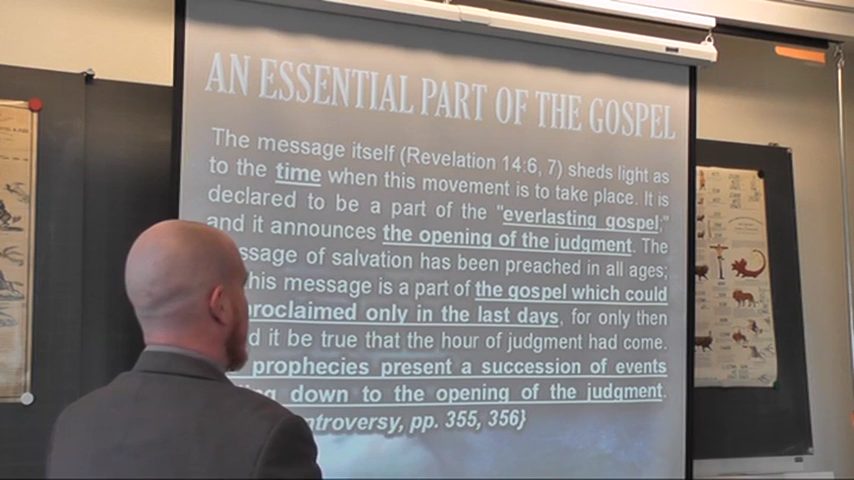 AN ESSENTIAL PART OF THE GOSPEL
The message itself (Revelation 14:6, 7) sheds light as
to the time when this movement is to take place. It is
declared to be a part of the "everlasting gospel;"
and it announces the opening of the judgment. The
ssage of salvation has been preached in all ages;
his message is a part of the gospel which could
roclaimed only in the last days, for only then
d it be true that the hour of judgment had come.
prophecies present a succession of events
down to the opening of the judgment.
ntroversy, pp. 355, 356}